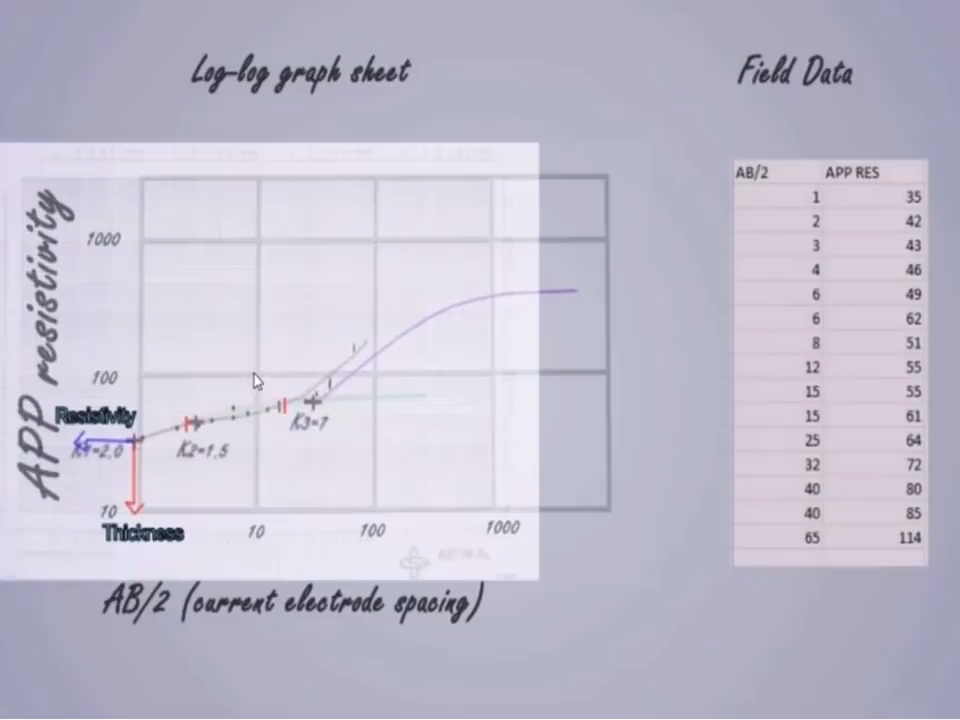 Log-log graph sheet
Field Data
APP resistivity
1000
100
10
Resistivity
K1=2,0
K2=1,5
K3=7
Thickness
10
100
1000
AB/2 (current electrode spacing)
AB/2 APP RES
1 35
2 42
3 43
4 46
6 49
6 62
8 51
12 55
15 55
15 61
25 64
32 72
40 80
40 85
65 114